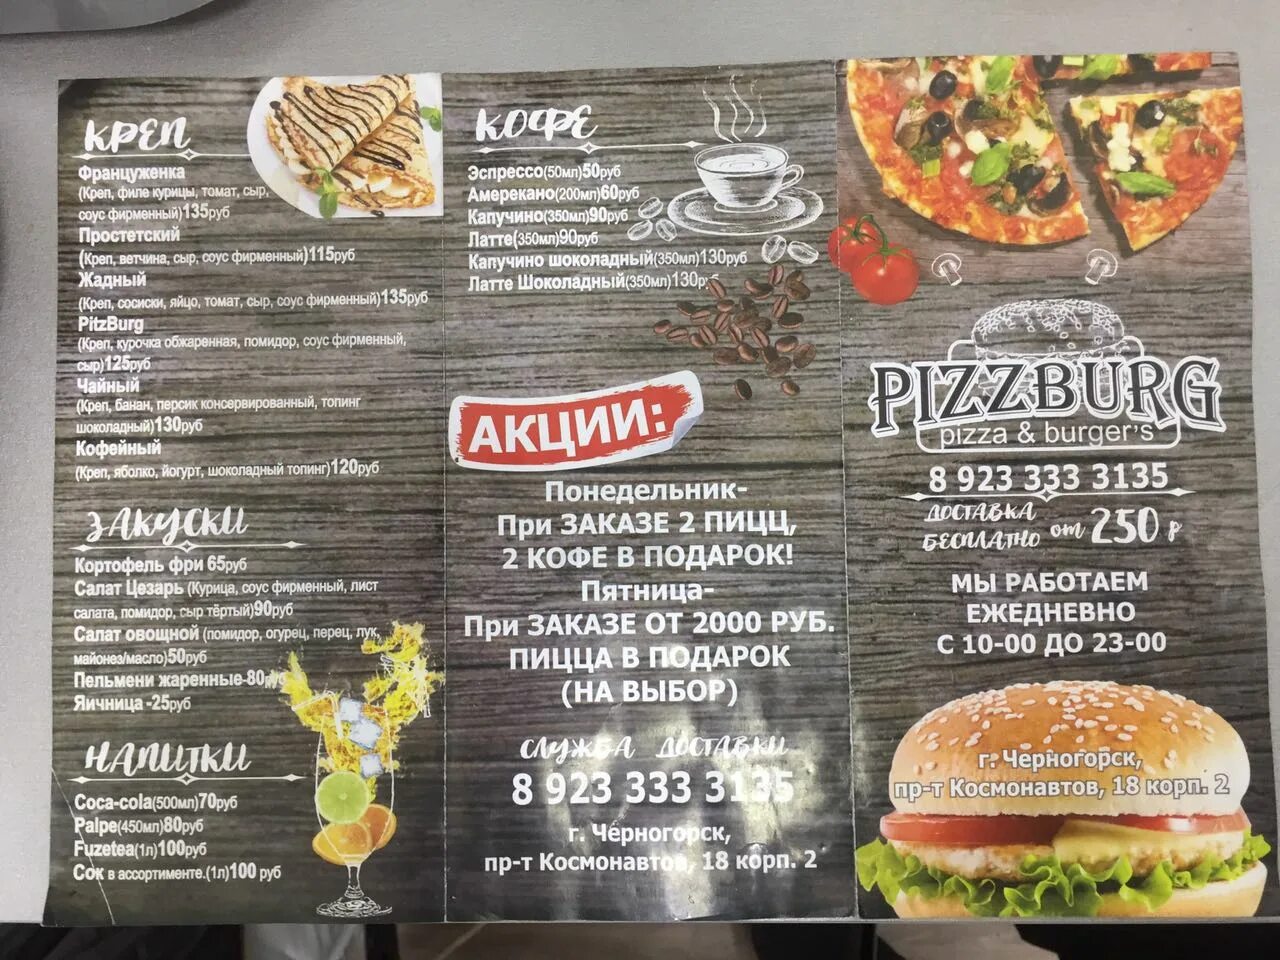 КРЕП
Француженка
(Креп, филе курицы, томат, сыр,
соус фирменный)135руб
Простетский
(Креп, ветчина, сыр, соус фирменный)115руб
Жадный
(Креп, сосиски, яйцо, томат, сыр, соус фирменный)135руб
PitzBurg
(Креп, курочка обжаренная, помидор, соус фирменный,
сыр)125руб
Чайный
(Креп, банан, персик консервированный, топинг
шоколадный)130руб
Кофейный
(Креп, яболко, йогурт, шоколадный топинг)120руб
ЗАКУСКИ
Кортофель фри 65руб
Салат Цезарь (Курица, соус фирменный, лист
салата, помидор, сыр тёртый)90руб
Салат овощной (помидор, огурец, перец, лук,
майонез/масло)50руб
Пельмени жаренные-80руб
Яичница -25руб
НАПИТКИ
Coca-cola(500мл)70руб
Palpe(450мл)80руб
Fuzetea(1л)100руб
Сок в ассортименте.(1л)100 руб
КОФЕ
Эспрессо(50мл)50руб
Амерекано(200мл)60руб
Капучино(350мл)90руб
Латте(350мл)90руб
Капучино шоколадный(350мл)130руб
Латте Шоколадный(350мл)130р
АКЦИИ:
Понедельник-
При ЗАКАЗЕ 2 ПИЦЦ,
2 КОФЕ В ПОДАРОК!
Пятница-
При ЗАКАЗЕ ОТ 2000 РУБ.
ПИЦЦА В ПОДАРОК
(НА ВЫБОР)
СЛУЖБА ДОСТАВКИ
8 923 333 3135
г. Черногорск,
пр-т Космонавтов, 18 корп. 2
PIZZBURG
pizza & burger's
8 923 333 3135
ДОСТАВКА
БЕСПЛАТНО от 250 р
МЫ РАБОТАЕМ
ЕЖЕДНЕВНО
С 10-00 ДО 23-00
г. Черногорск,
пр-т Космонавтов, 18 корп. 2